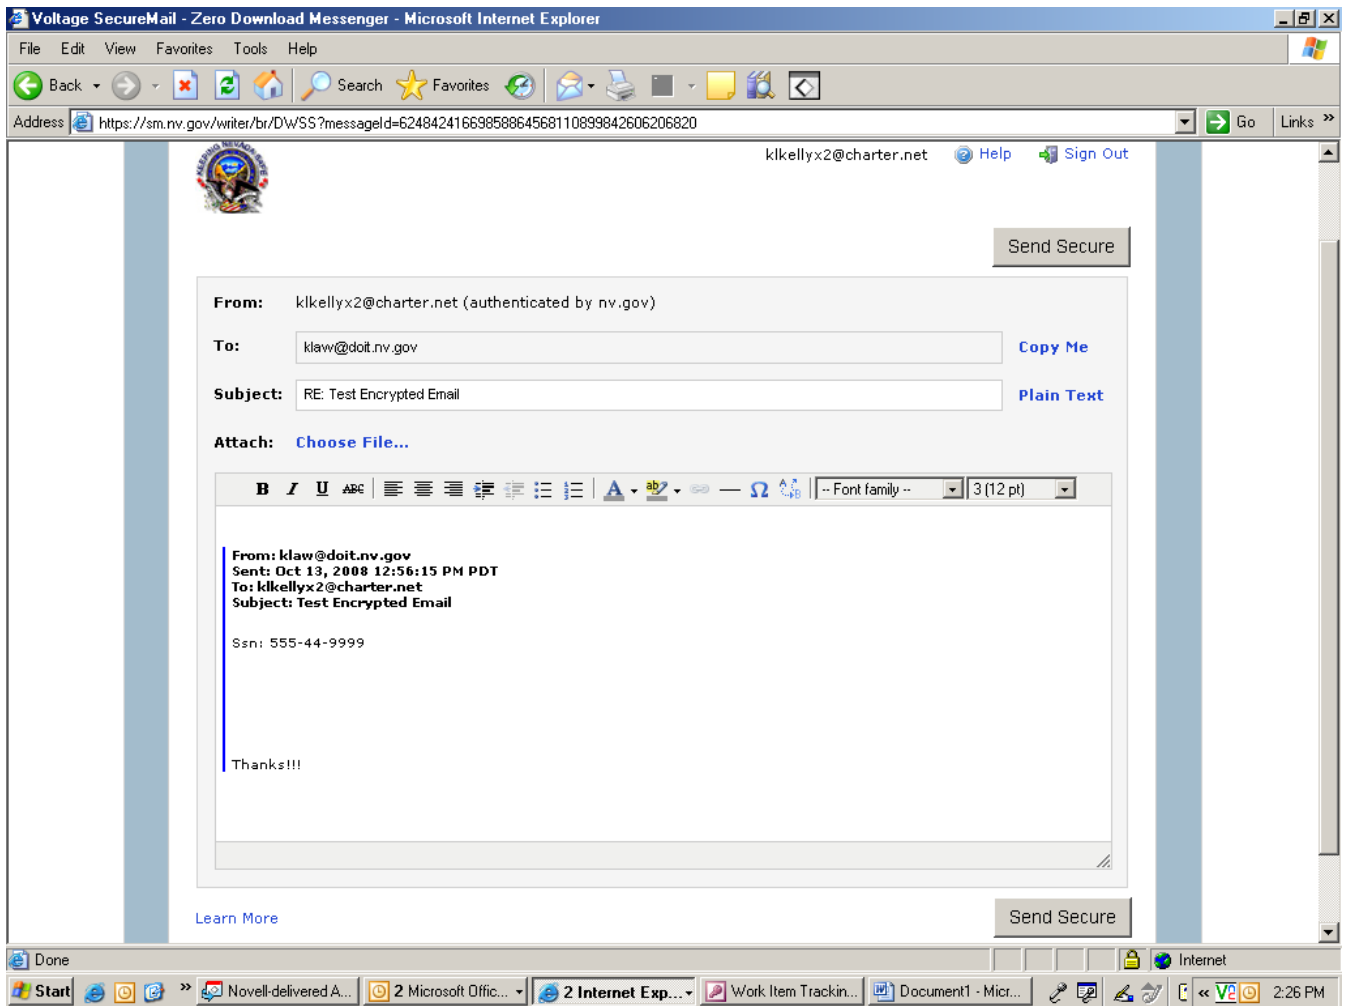 Voltage SecureMail - Zero Download Messenger - Microsoft Internet Explorer
File Edit View Favorites Tools Help
Back Search Favorites
Address https://sm.nv.gov/writer/br/DWSS?messageId=6248424166985886456811089984260620 6820 Go Links »
KEEPING NEVADA
klkellyx2@charter.net Help Sign Out
Send Secure
From: klkellyx2@charter.net (authenticated by nv.gov)
To: klaw@doit.nv.gov Copy Me
Subject: RE: Test Encrypted Email Plain Text
Attach: Choose File...
B I U ABC A ab Ω -- Font family -- 3 (12 pt)
From: klaw@doit.nv.gov
Sent: Oct 13, 2008 12:56:15 PM PDT
To: klkellyx2@charter.net
Subject: Test Encrypted Email
Ssn: 555-44-9999
Thanks!!!
Learn More Send Secure
Done Internet
Start » Novell-delivered A... 2 Microsoft Offic... 2 Internet Exp... Work Item Trackin... Document1 - Micr... « 2:26 PM